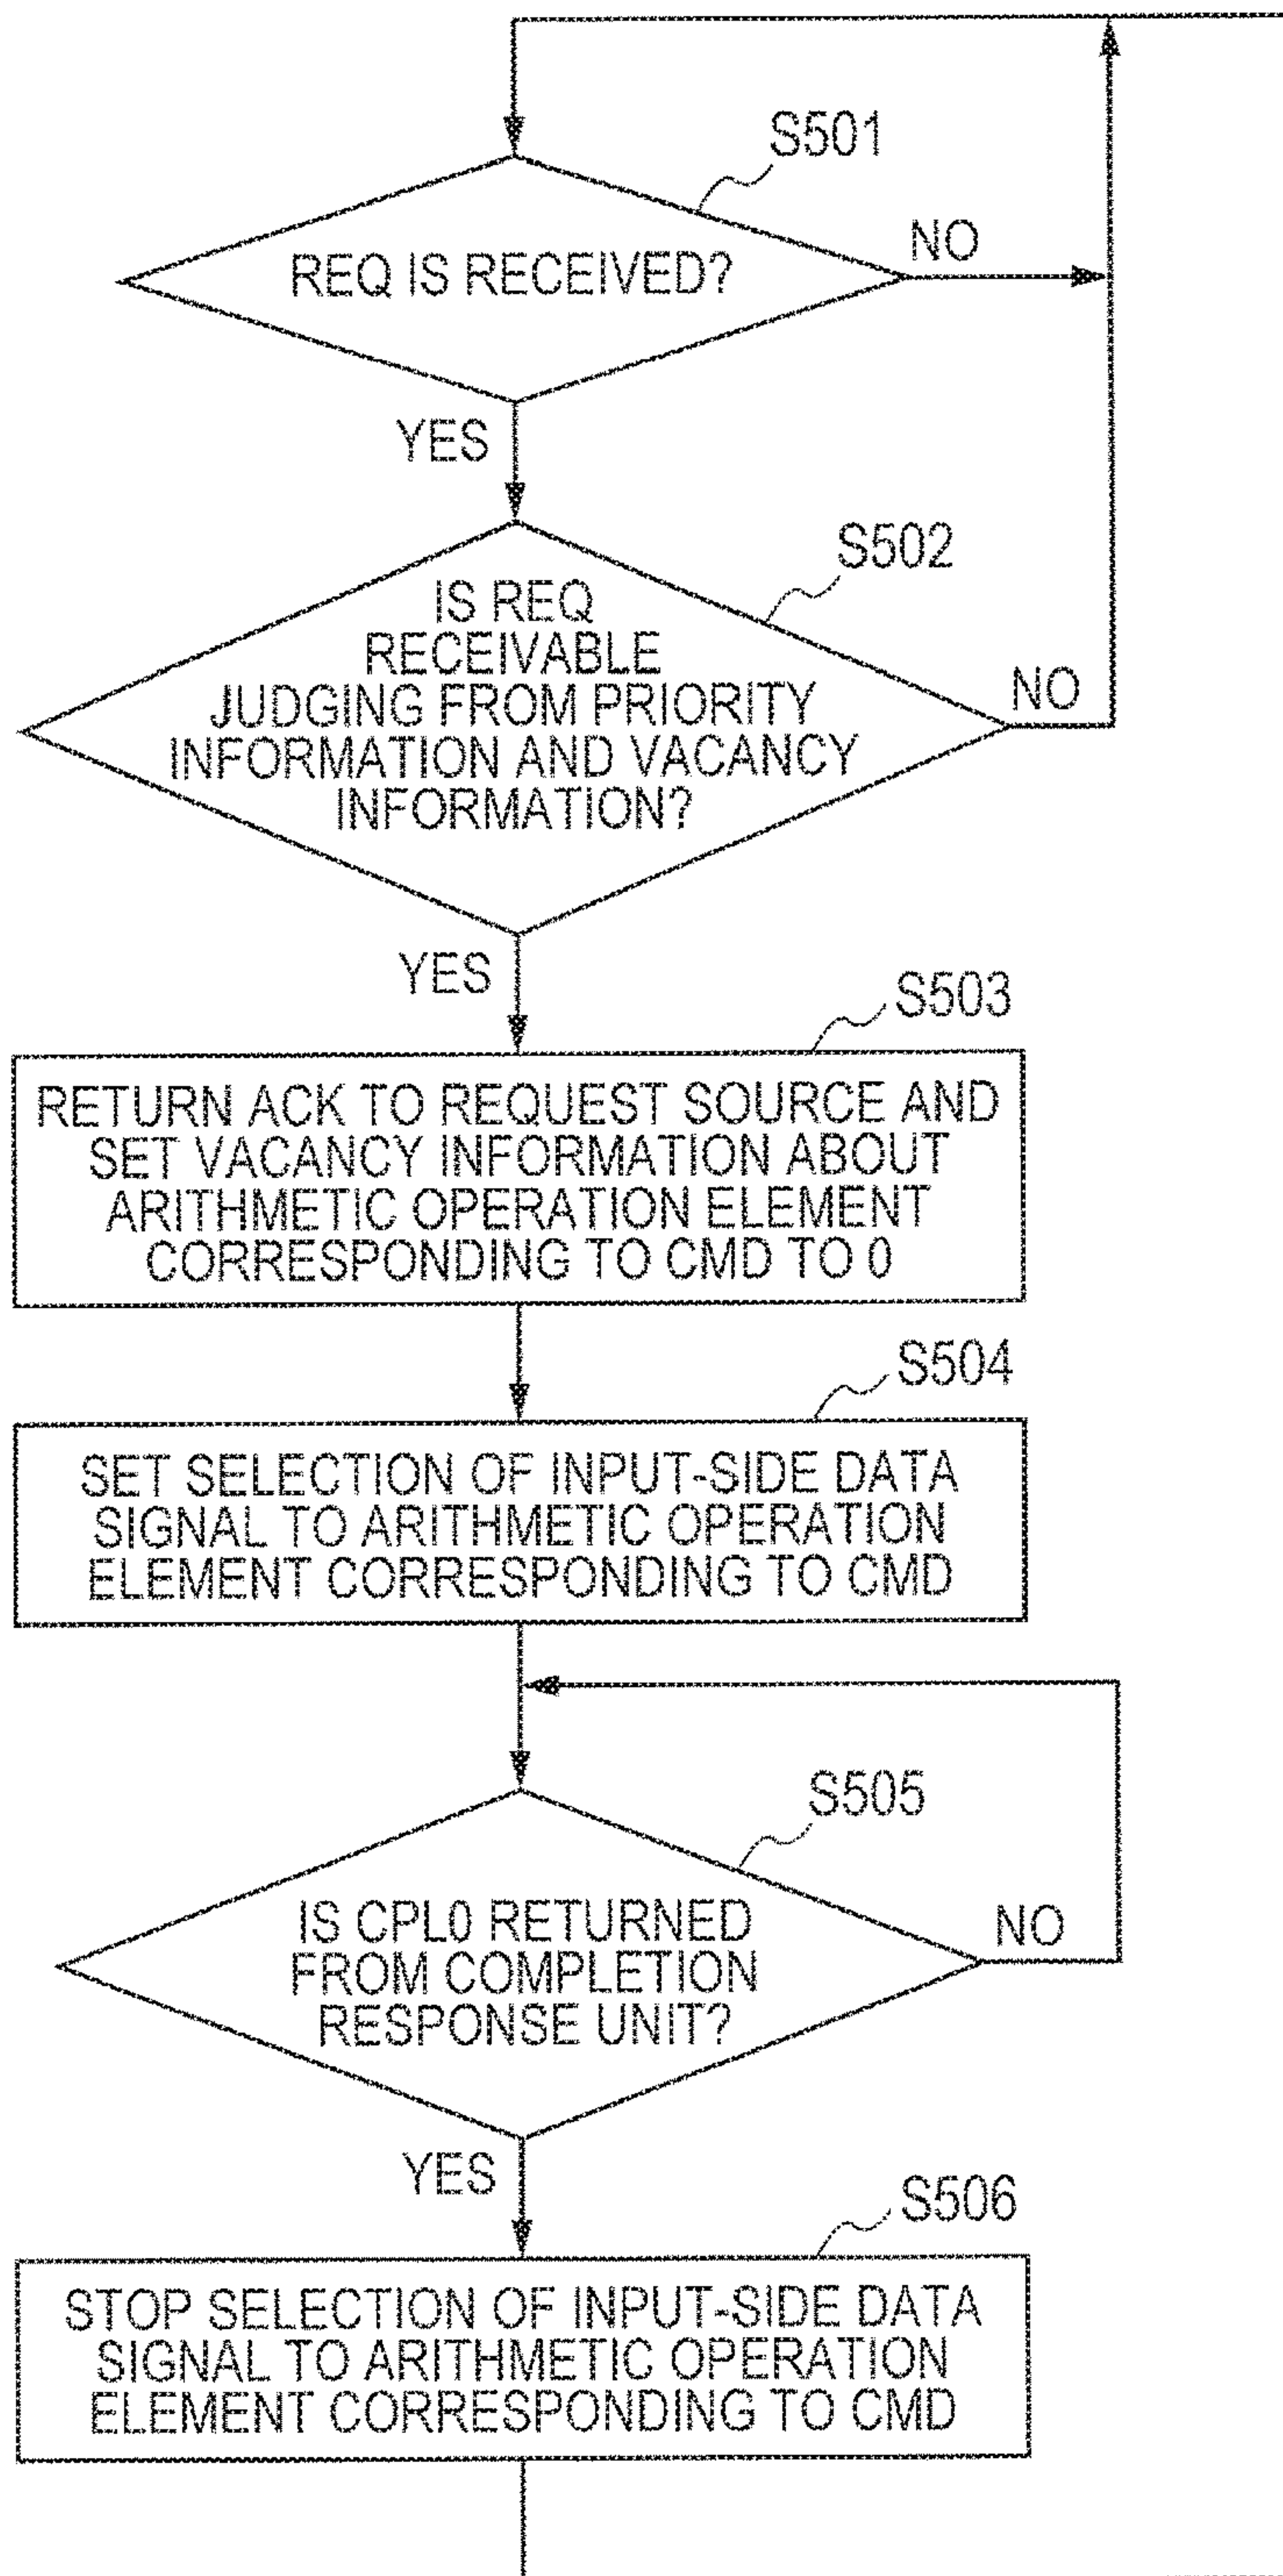 S501
REQ IS RECEIVED?
NO
YES
S502
IS REQ
RECEIVABLE
JUDGING FROM PRIORITY
INFORMATION AND VACANCY
INFORMATION?
NO
YES
S503
RETURN ACK TO REQUEST SOURCE AND
SET VACANCY INFORMATION ABOUT
ARITHMETIC OPERATION ELEMENT
CORRESPONDING TO CMD TO 0
S504
SET SELECTION OF INPUT-SIDE DATA
SIGNAL TO ARITHMETIC OPERATION
ELEMENT CORRESPONDING TO CMD
S505
IS CPL0 RETURNED
FROM COMPLETION
RESPONSE UNIT?
NO
YES
S506
STOP SELECTION OF INPUT-SIDE DATA
SIGNAL TO ARITHMETIC OPERATION
ELEMENT CORRESPONDING TO CMD